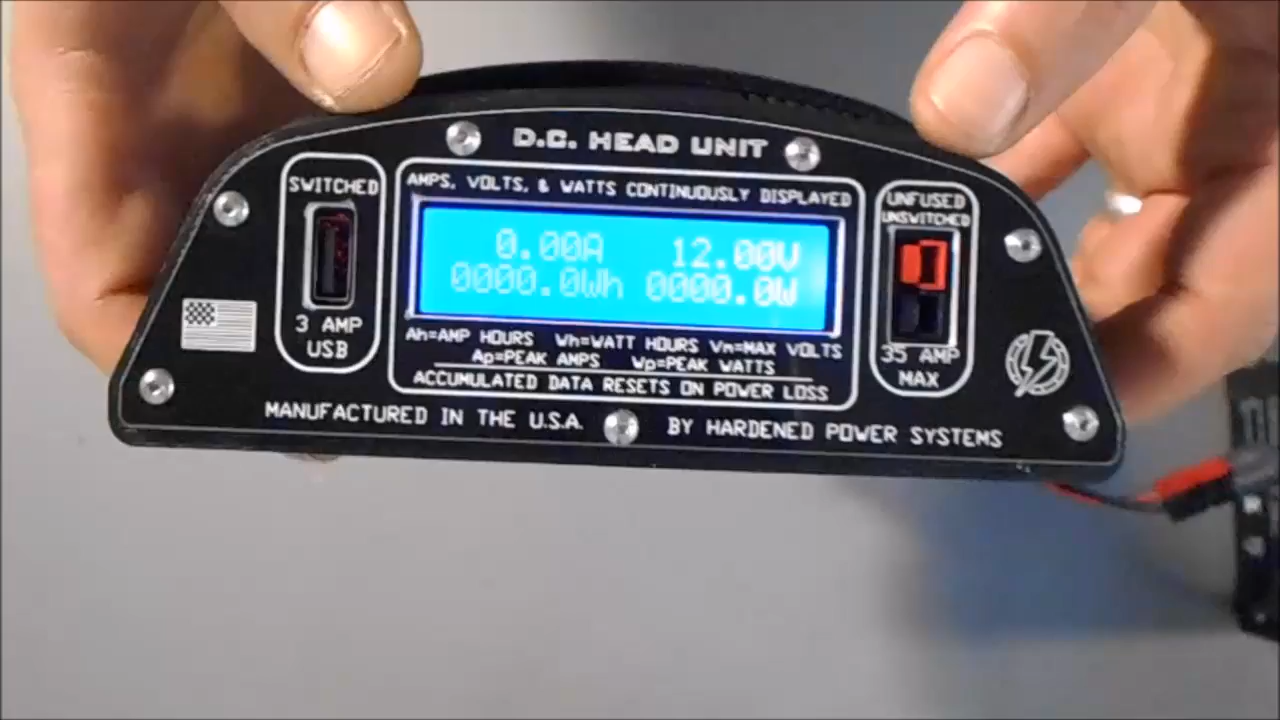 D.C. HEAD UNIT
SWITCHED
3 AMP
USB
AMPS, VOLTS, & WATTS CONTINUOUSLY DISPLAYED
0.00A 12.00V
0000.0Wh 0000.0W
Ah=AMP HOURS Wh=WATT HOURS Vm=MAX VOLTS
Ap=PEAK AMPS Wp=PEAK WATTS
ACCUMULATED DATA RESETS ON POWER LOSS
UNFUSED
UNSWITCHED
35 AMP
MAX
MANUFACTURED IN THE U.S.A. BY HARDENED POWER SYSTEMS